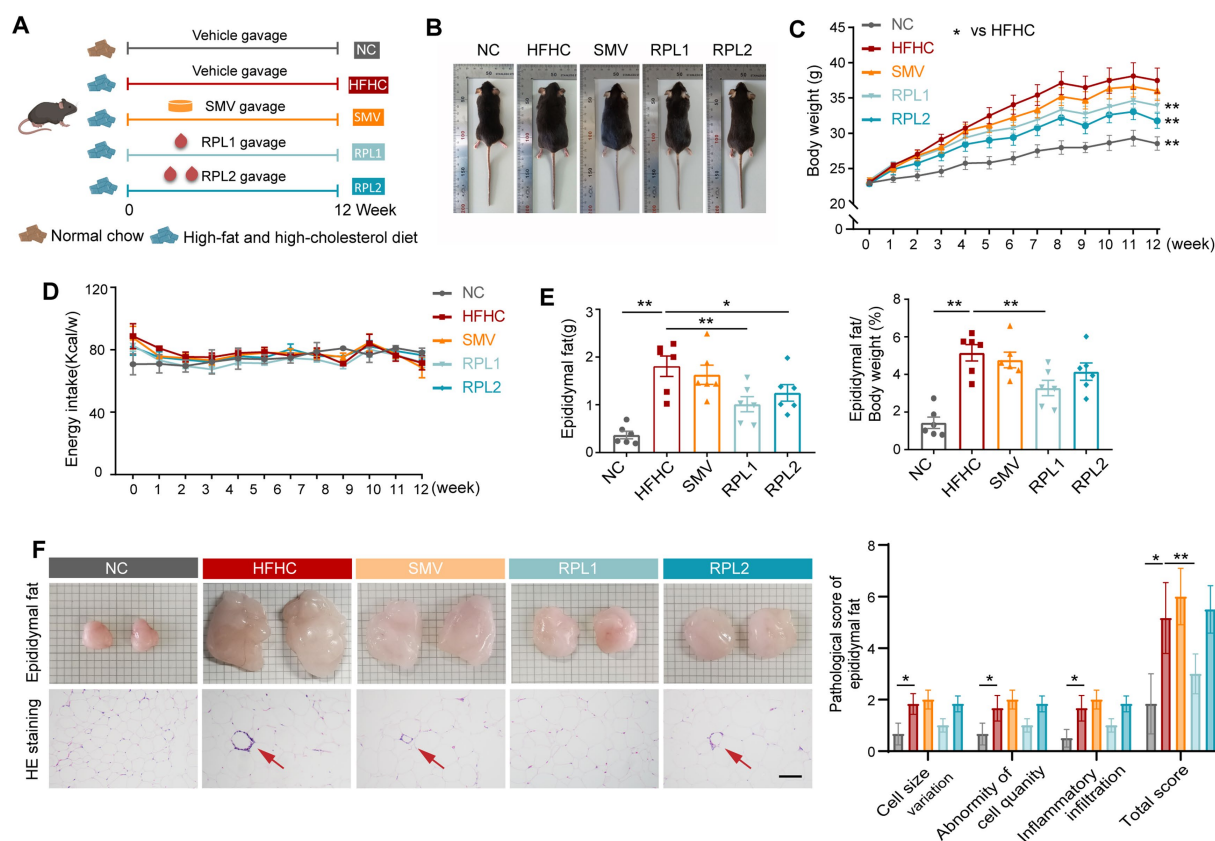 A
Vehicle gavage
NC
Vehicle gavage
HFHC
SMV gavage
SMV
RPL1 gavage
RPL1
RPL2 gavage
RPL2
0
12 Week
Normal chow
High-fat and high-cholesterol diet
B
NC HFHC SMV RPL1 RPL2
C
NC
HFHC
SMV
RPL1
RPL2
* vs HFHC
Body weight (g)
40
35
30
25
20
0
**
**
**
0 1 2 3 4 5 6 7 8 9 10 11 12 (week)
D
NC
HFHC
SMV
RPL1
RPL2
Energy intake(Kcal/w)
120
80
40
0
0 1 2 3 4 5 6 7 8 9 10 11 12 (week)
E
Epididymal fat(g)
3
2
1
0
** * **
NC HFHC SMV RPL1 RPL2
Epididymal fat/
Body weight (%)
8
6
4
2
0
** **
NC HFHC SMV RPL1 RPL2
F
NC HFHC SMV RPL1 RPL2
Epididymal fat
HE staining
Pathological score of
epididymal fat
8
6
4
2
0
* * * * **
Cell size
variation
Abnormity of
cell quanity
Inflammatory
infiltration
Total score